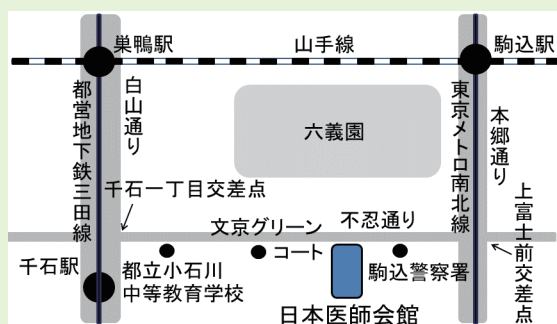 巣鴨駅
山手線
駒込駅
都営地下鉄三田線
白山通り
六義園
東京メトロ南北線
本郷通り
千石一丁目交差点
文京グリーン
コート
不忍通り
上富士前交差点
千石駅
都立小石川
中等教育学校
駒込警察署
日本医師会館